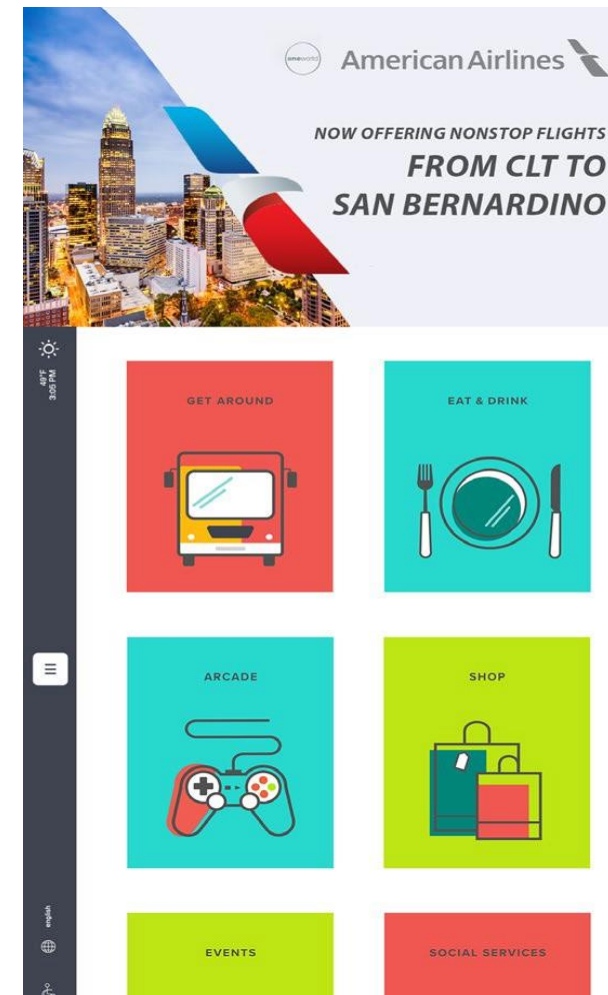 oneworld
American Airlines
NOW OFFERING NONSTOP FLIGHTS
FROM CLT TO
SAN BERNARDINO
49°F
3:05 PM
GET AROUND
EAT & DRINK
ARCADE
SHOP
english
EVENTS
SOCIAL SERVICES